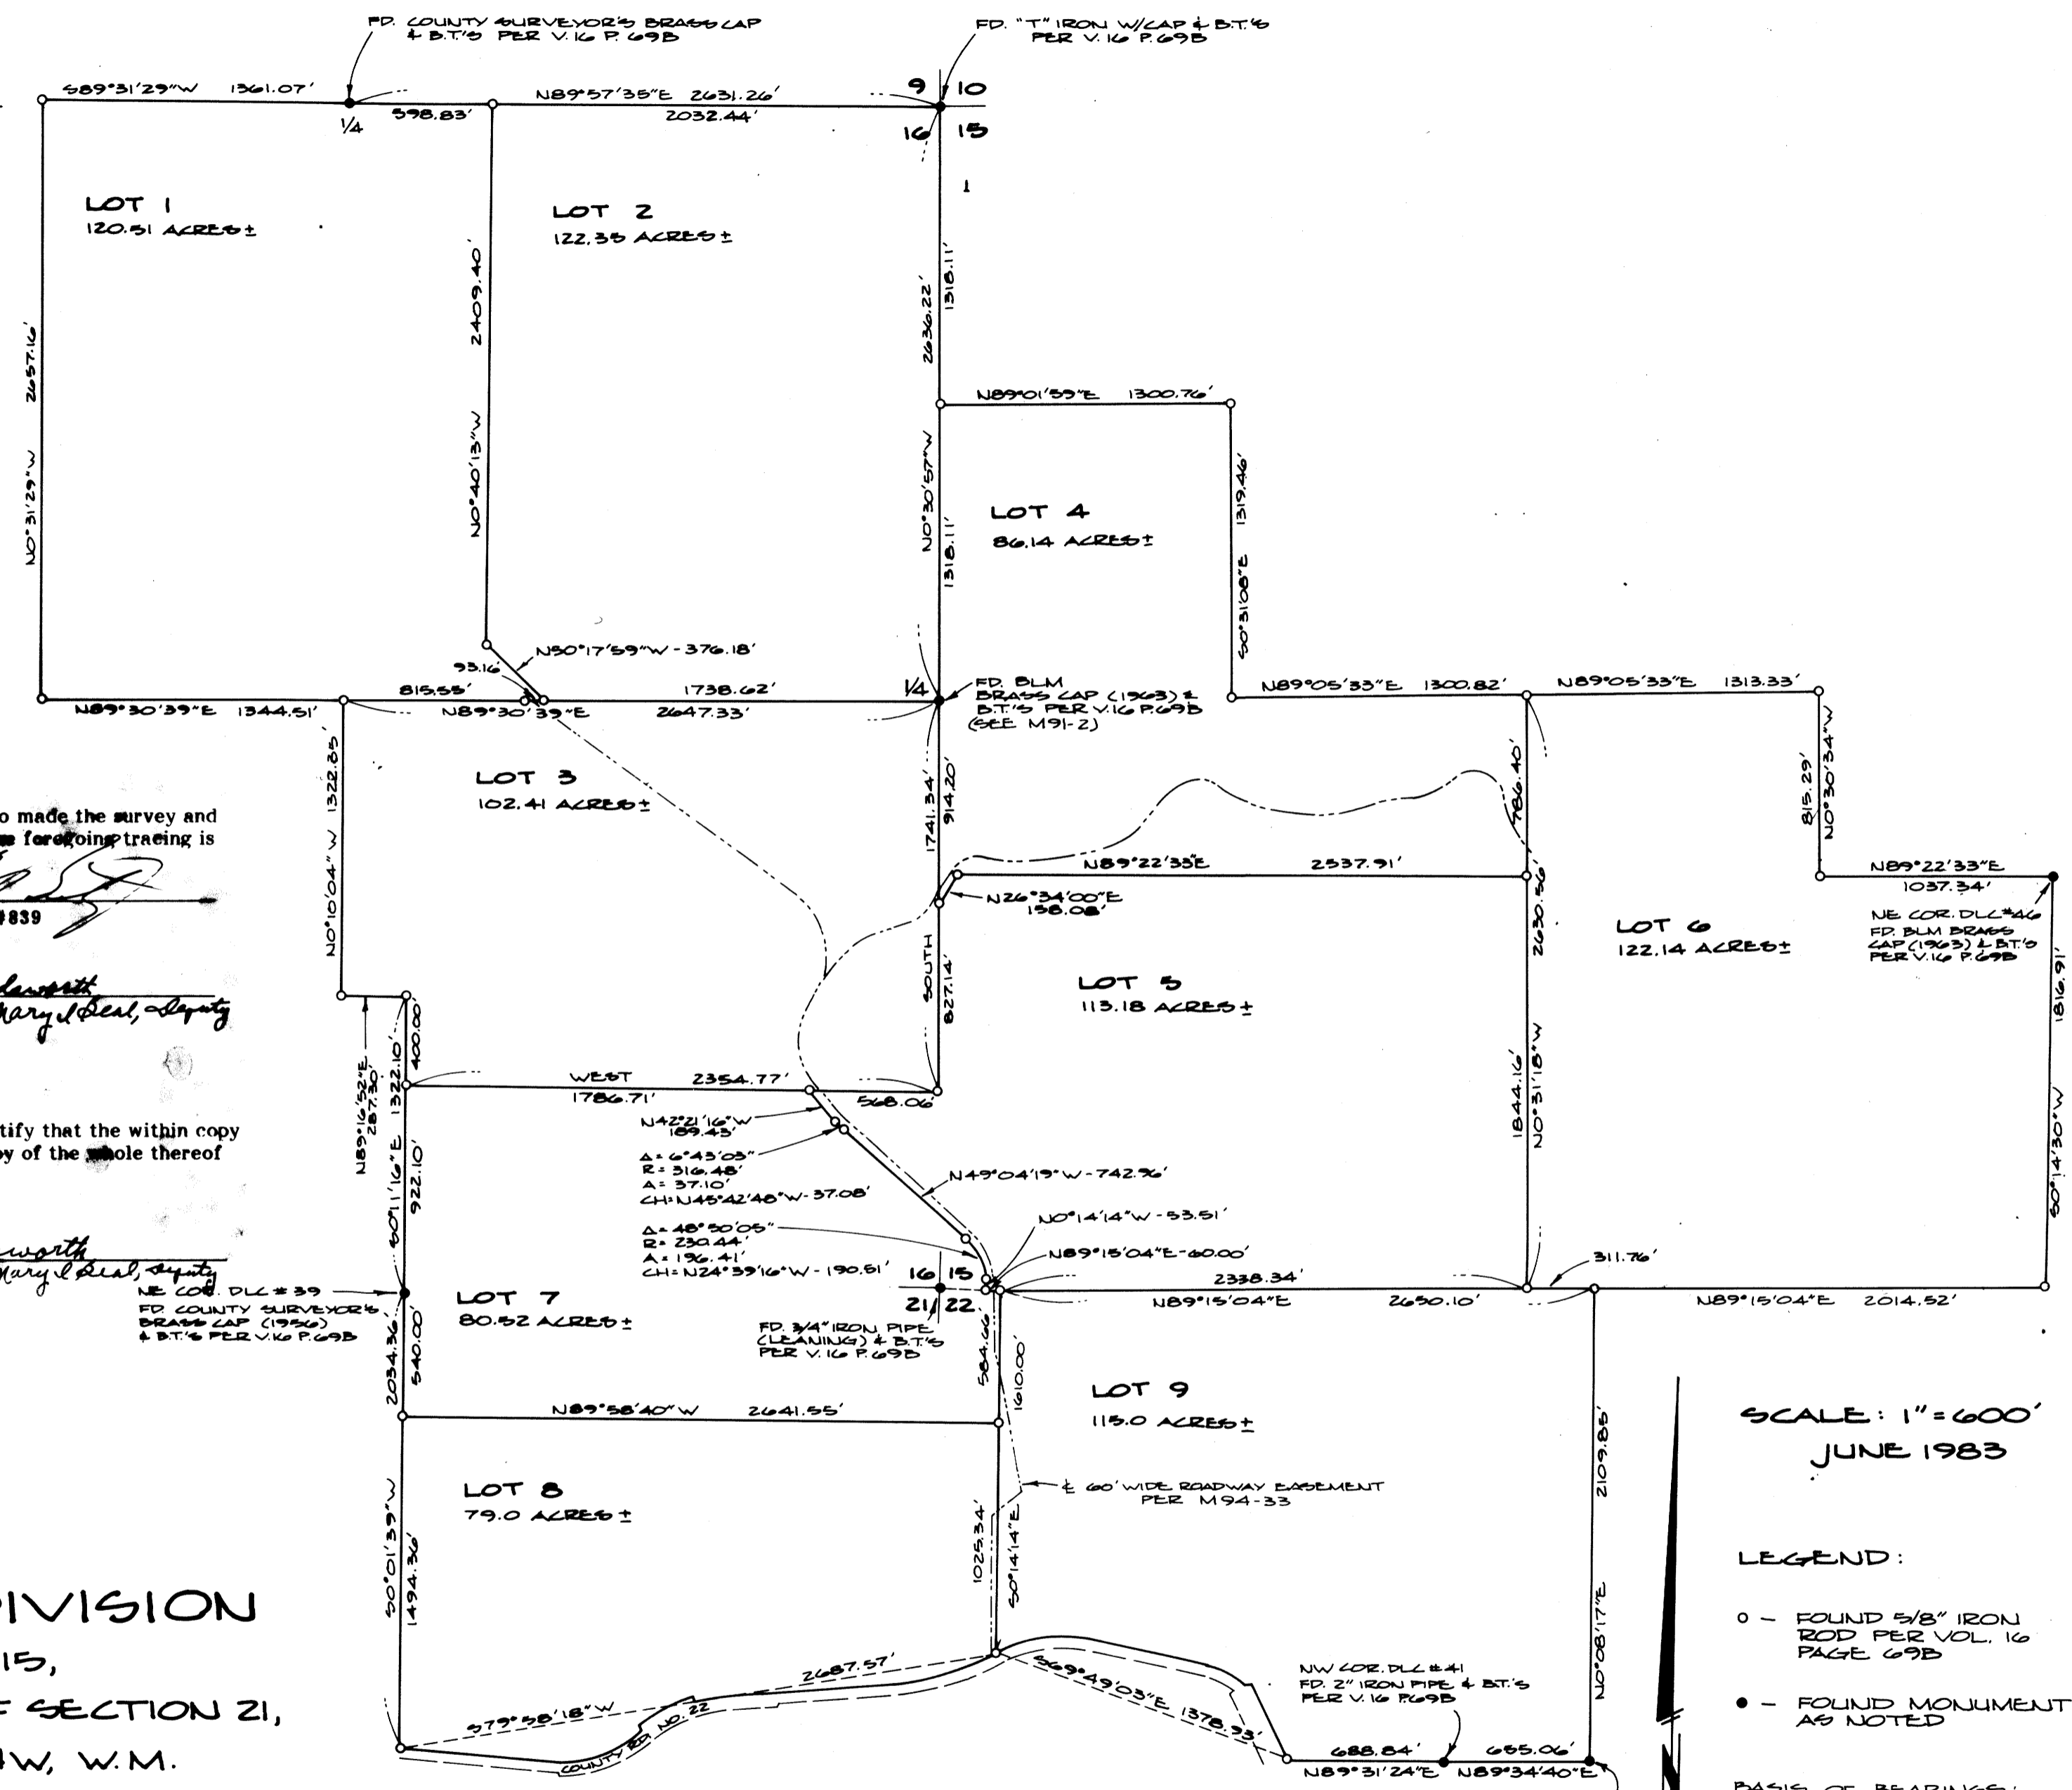 FD. COUNTY SURVEYOR'S BRASS CAP
& B.T.'S PER V.16 P.69B
FD. "T" IRON W/CAP & B.T.'S
PER V.16 P.69B
S89°31'29"W 1361.07'
1/4
598.83'
N89°57'35"E 2631.26'
2032.44'
9 10
16 15
1
LOT 1
120.51 ACRES±
LOT 2
122.35 ACRES±
N0°31'29"W 2657.16'
N0°40'13"W 2409.40'
2636.22'
1318.11'
N0°30'57"W
1318.11'
N89°01'59"E 1300.76'
S0°31'08"E 1319.46'
LOT 4
86.14 ACRES±
N50°17'59"W-376.18'
93.16'
815.55'
1738.62'
1/4
N89°30'39"E 1344.51'
N89°30'39"E 2647.33'
FD. BLM
BRASS CAP (1963) &
B.T.'S PER V.16 P.69B
(SEE M91-2)
N89°05'33"E 1300.82'
N89°05'33"E 1313.33'
N0°10'04"W 1322.35'
LOT 3
102.41 ACRES±
1741.34'
914.20'
SOUTH
827.14'
786.40'
2630.56'
815.29'
N0°30'34"W
N89°22'33"E 2537.91'
N26°34'00"E
158.08'
N89°22'33"E
1037.34'
NE COR. DLC #46
FD. BLM BRASS
CAP (1963) & B.T.'S
PER V.16 P.69B
LOT 6
122.14 ACRES±
LOT 5
113.18 ACRES±
1816.91'
S0°14'30"W
1844.16'
N0°31'18"W
o made the survey and
foregoing tracing is
#839
Mary I Beal, Deputy
tify that the within copy
y of the whole thereof
worth
Mary I Beal, Deputy
N89°16'52"E
287.30'
400.00'
1322.10'
S0°11'16"E
922.10'
WEST 2354.77'
1786.71'
568.06'
N42°21'16"W
189.43'
Δ= 6°43'03"
R= 316.48'
A= 37.10'
CH=N45°42'48"W-37.08'
N49°04'19"W-742.96'
Δ= 48°50'05"
R= 230.44'
A= 196.41'
CH=N24°39'16"W-190.51'
N0°14'14"W-53.51'
N89°15'04"E-60.00'
311.76'
2338.34'
N89°15'04"E 2650.10'
N89°15'04"E 2014.52'
16 15
21 22
NE COR. DLC #39
FD. COUNTY SURVEYOR'S
BRASS CAP (1956)
& B.T.'S PER V.16 P.69B
LOT 7
80.52 ACRES±
FD. 3/4" IRON PIPE
(LEANING) & B.T.'S
PER V.16 P.69B
2034.36'
540.00'
584.66'
1610.00'
N89°58'40"W 2641.55'
LOT 9
115.0 ACRES±
LOT 8
79.0 ACRES±
S0°01'39"W
1494.36'
1025.34'
S0°14'14"E
℄ 60' WIDE ROADWAY EASEMENT
PER M94-33
2109.85'
N0°08'17"E
SCALE: 1"=600'
JUNE 1983
LEGEND:
○ - FOUND 5/8" IRON
ROD PER VOL. 16
PAGE 69B
● - FOUND MONUMENT
AS NOTED
DIVISION
15,
F SECTION 21,
1W, W.M.
S79°58'18"W 2687.57'
COUNTY RD. NO. 22
S69°49'03"E 1378.93'
NW COR. DLC #41
FD. 2" IRON PIPE & B.T.'S
PER V.16 P.69B
688.84'
655.06'
N89°31'24"E
N89°34'40"E
N
BASIS OF BEARINGS: